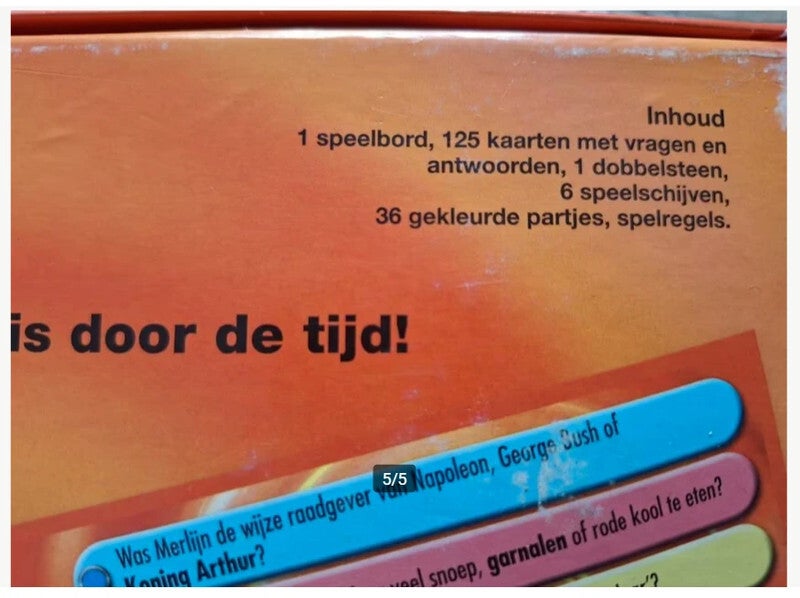 Inhoud
1 speelbord, 125 kaarten met vragen en
antwoorden, 1 dobbelsteen,
6 speelschijven,
36 gekleurde partjes, spelregels.
is door de tijd!
Was Merlijn de wijze raadgever van Napoleon, George Bush of
Koning Arthur?
5/5
snoep, garnalen of rode kool te eten?